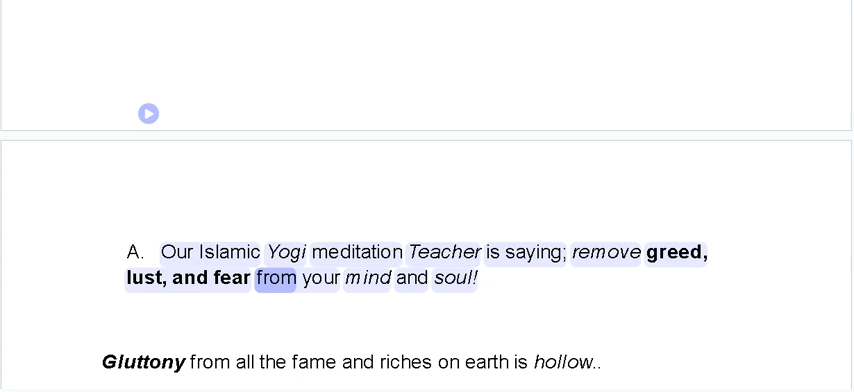 A. Our Islamic Yogi meditation Teacher is saying; remove greed,
lust, and fear from your mind and soul!
Gluttony from all the fame and riches on earth is hollow..